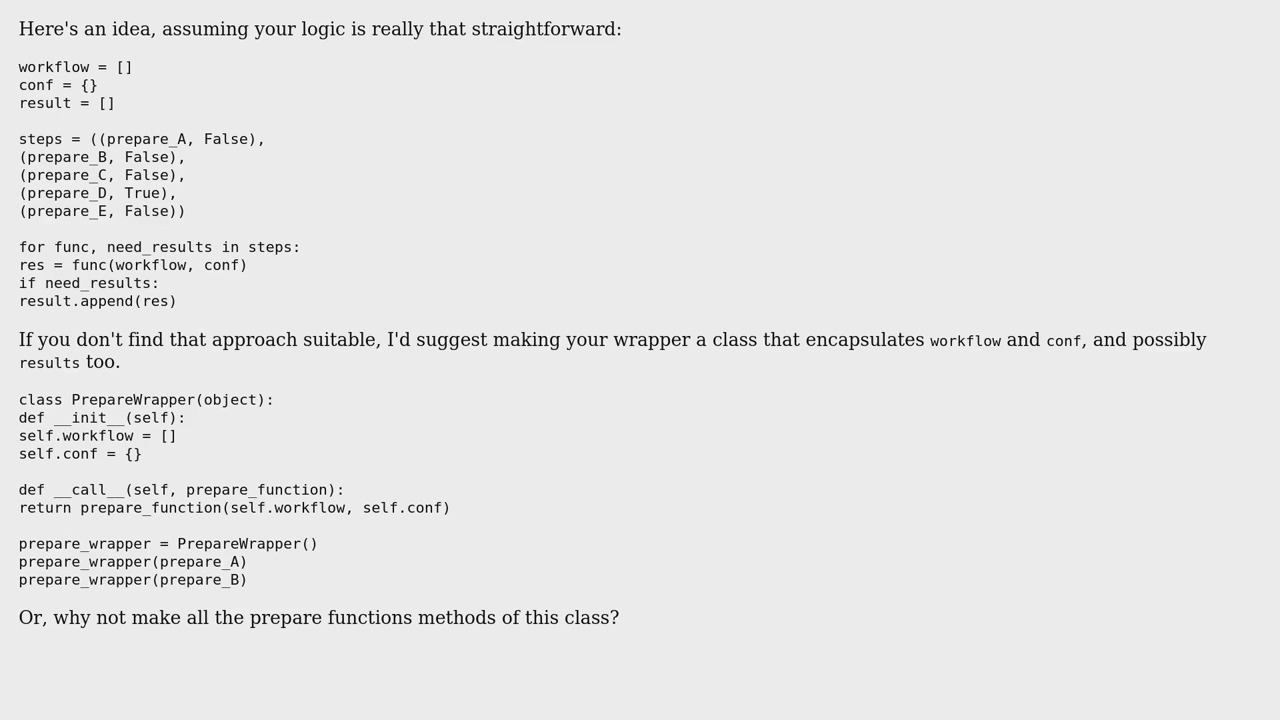 Here's an idea, assuming your logic is really that straightforward:
workflow = []
conf = {}
result = []
steps = ((prepare_A, False),
(prepare_B, False),
(prepare_C, False),
(prepare_D, True),
(prepare_E, False))
for func, need_results in steps:
res = func(workflow, conf)
if need_results:
result.append(res)
If you don't find that approach suitable, I'd suggest making your wrapper a class that encapsulates workflow and conf, and possibly
results too.
class PrepareWrapper(object):
def __init__(self):
self.workflow = []
self.conf = {}
def __call__(self, prepare_function):
return prepare_function(self.workflow, self.conf)
prepare_wrapper = PrepareWrapper()
prepare_wrapper(prepare_A)
prepare_wrapper(prepare_B)
Or, why not make all the prepare functions methods of this class?